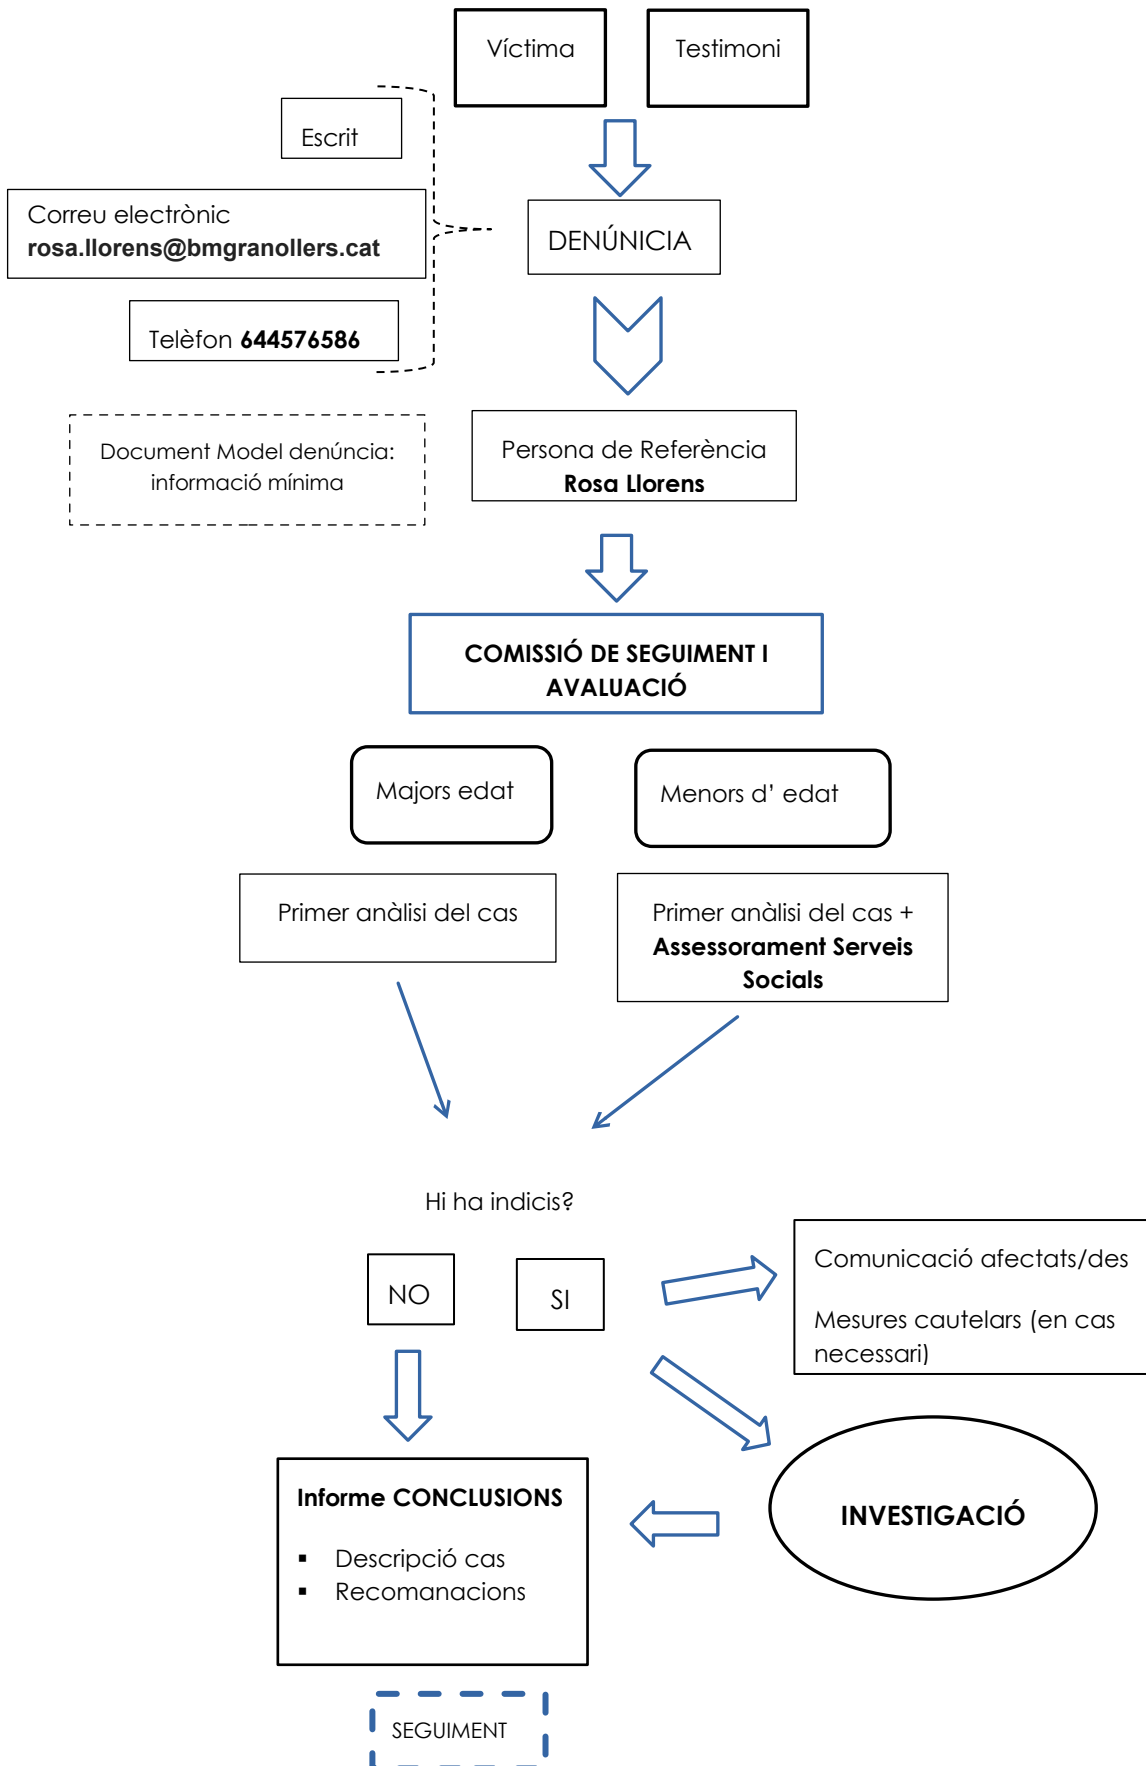 Víctima
Testimoni
Escrit
Correu electrònic
rosa.llorens@bmgranollers.cat
DENÚNICIA
Telèfon 644576586
Document Model denúncia:
informació mínima
Persona de Referència
Rosa Llorens
COMISSIÓ DE SEGUIMENT I
AVALUACIÓ
Majors edat
Menors d' edat
Primer anàlisi del cas
Primer anàlisi del cas +
Assessorament Serveis
Socials
Hi ha indicis?
NO
SI
Comunicació afectats/des
Mesures cautelars (en cas
necessari)
Informe CONCLUSIONS
▪ Descripció cas
▪ Recomanacions
INVESTIGACIÓ
SEGUIMENT